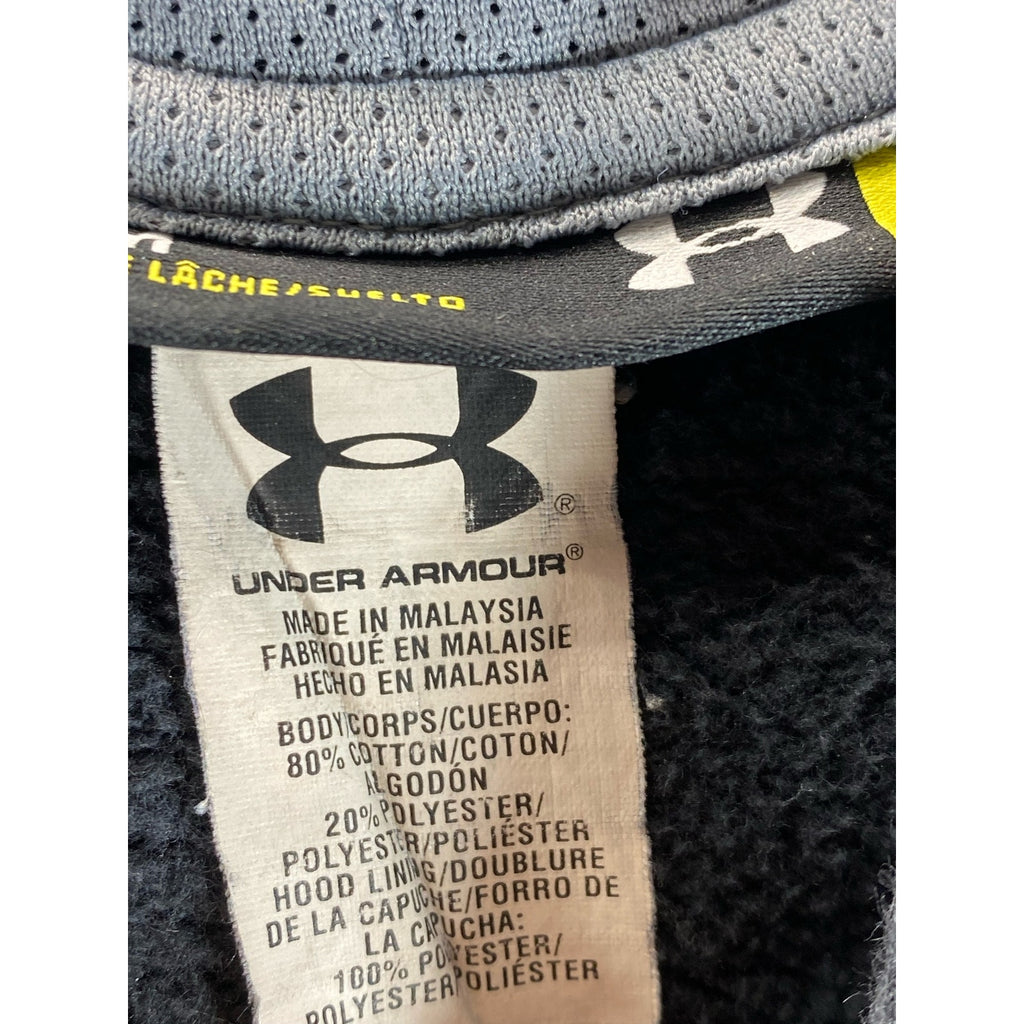 LÂCHE/SUELTO
®
UNDER ARMOUR®
MADE IN MALAYSIA
FABRIQUÉ EN MALAISIE
HECHO EN MALASIA
BODY/CORPS/CUERPO:
80% COTTON/COTON/
ALGODÓN
20% POLYESTER/
POLYESTER/POLIÉSTER
HOOD LINING/DOUBLURE
DE LA CAPUCHE/FORRO DE
LA CAPUCHA:
100% POLYESTER/
POLYESTER/POLIÉSTER